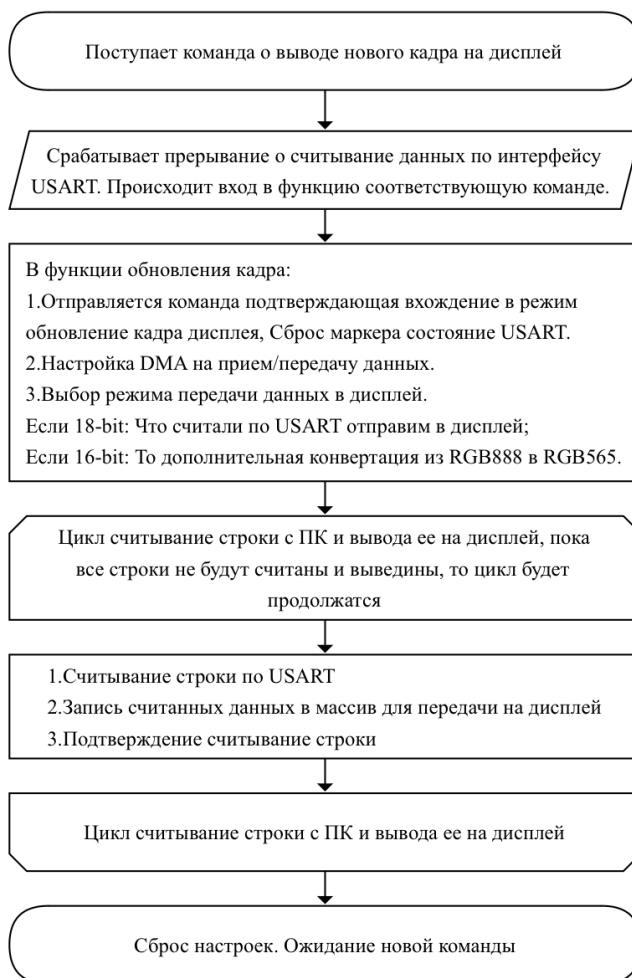 Поступает команда о выводе нового кадра на дисплей
Срабатывает прерывание о считывание данных по интерфейсу
USART. Происходит вход в функцию соответствующую команде.
В функции обновления кадра:
1.Отправляется команда подтверждающая вхождение в режим
обновление кадра дисплея, Сброс маркера состояние USART.
2.Настройка DMA на прием/передачу данных.
3.Выбор режима передачи данных в дисплей.
Если 18-bit: Что считали по USART отправим в дисплей;
Если 16-bit: То дополнительная конвертация из RGB888 в RGB565.
Цикл считывание строки с ПК и вывода ее на дисплей, пока
все строки не будут считаны и выведины, то цикл будет
продолжатся
1.Считывание строки по USART
2.Запись считанных данных в массив для передачи на дисплей
3.Подтверждение считывание строки
Цикл считывание строки с ПК и вывода ее на дисплей
Сброс настроек. Ожидание новой команды